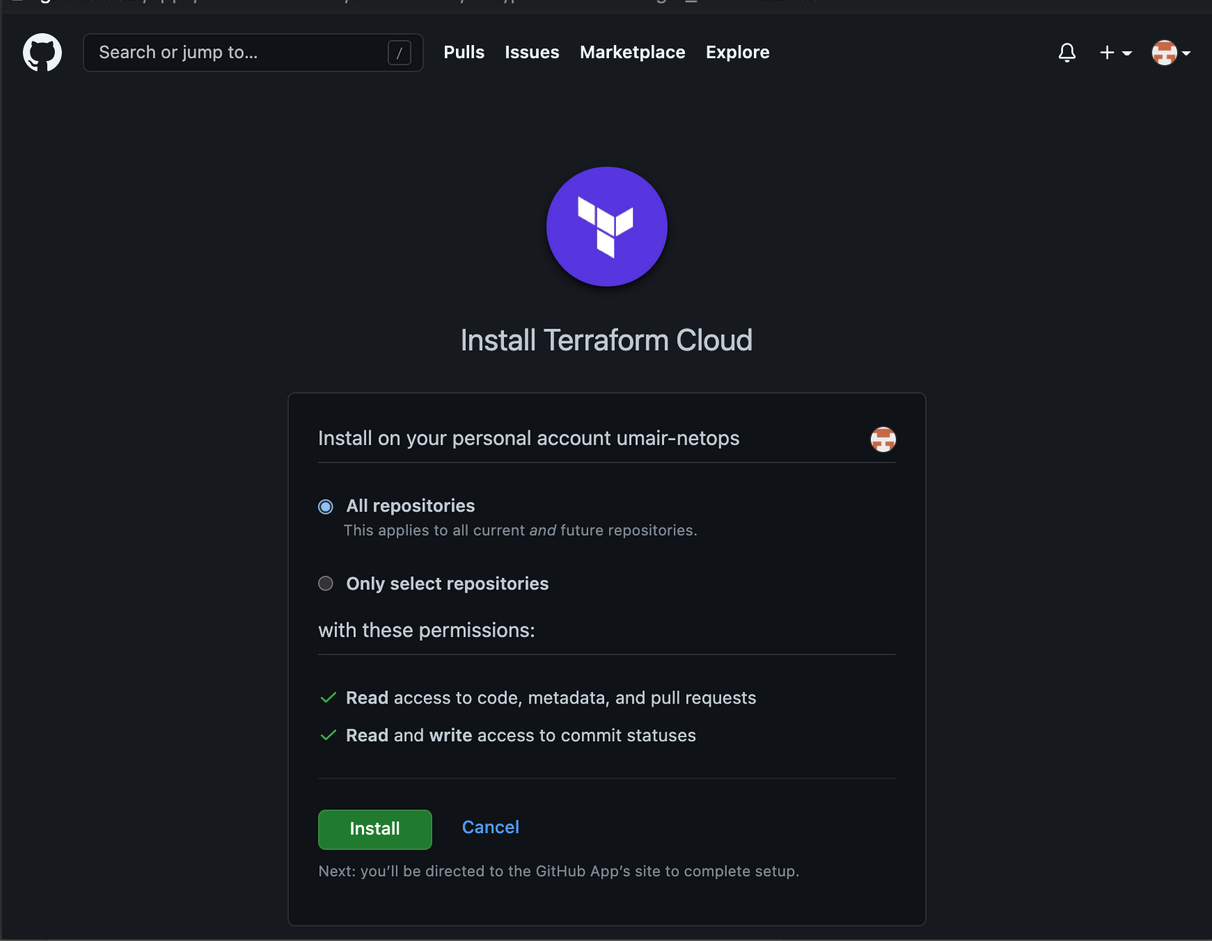 Search or jump to... /
Pulls Issues Marketplace Explore
Install Terraform Cloud
Install on your personal account umair-netops
All repositories
This applies to all current and future repositories.
Only select repositories
with these permissions:
Read access to code, metadata, and pull requests
Read and write access to commit statuses
Install Cancel
Next: you’ll be directed to the GitHub App’s site to complete setup.